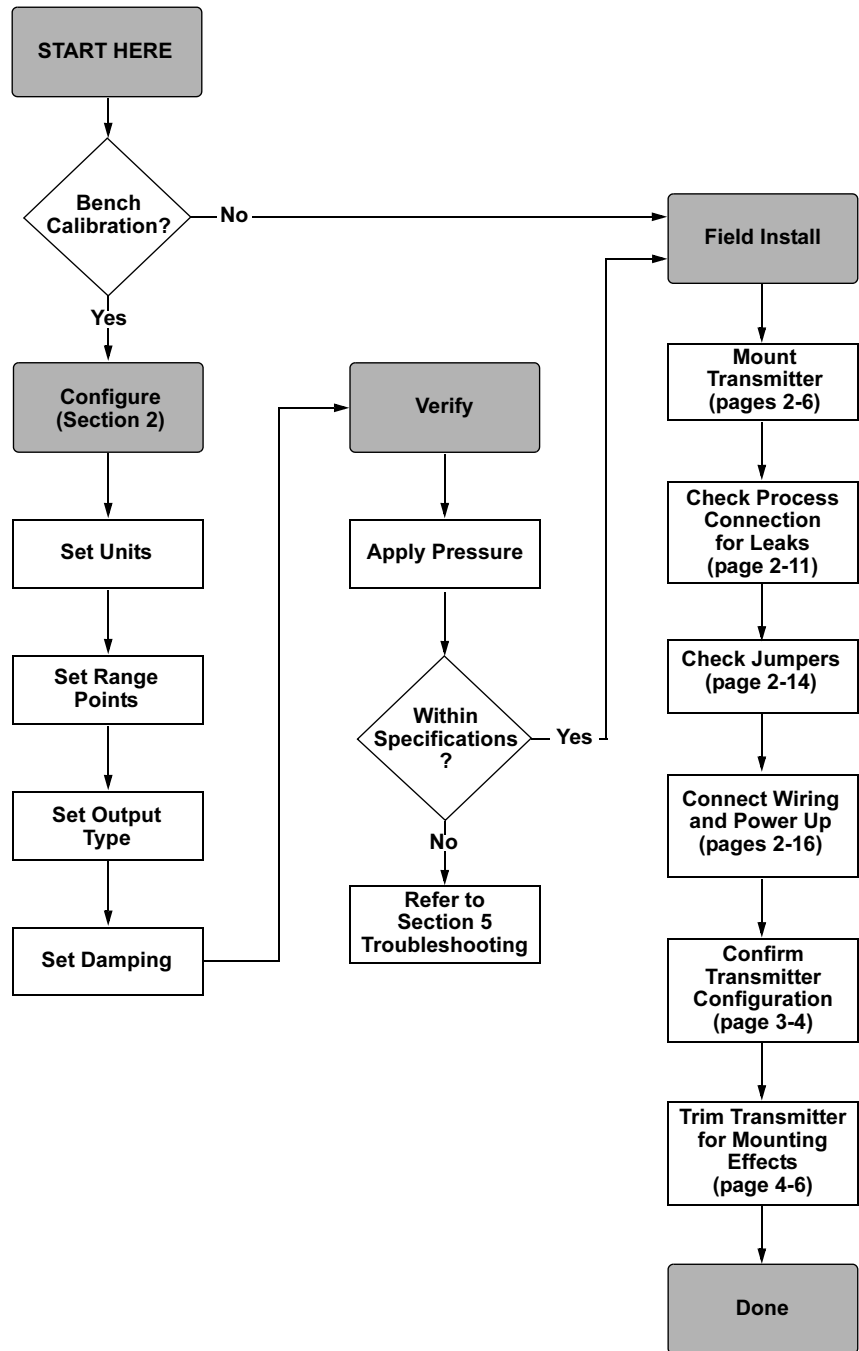 START HERE
Bench
Calibration?
No
Yes
Configure
(Section 2)
Set Units
Set Range
Points
Set Output
Type
Set Damping
Verify
Apply Pressure
Within
Specifications
?
Yes
No
Refer to
Section 5
Troubleshooting
Field Install
Mount
Transmitter
(pages 2-6)
Check Process
Connection
for Leaks
(page 2-11)
Check Jumpers
(page 2-14)
Connect Wiring
and Power Up
(pages 2-16)
Confirm
Transmitter
Configuration
(page 3-4)
Trim Transmitter
for Mounting
Effects
(page 4-6)
Done